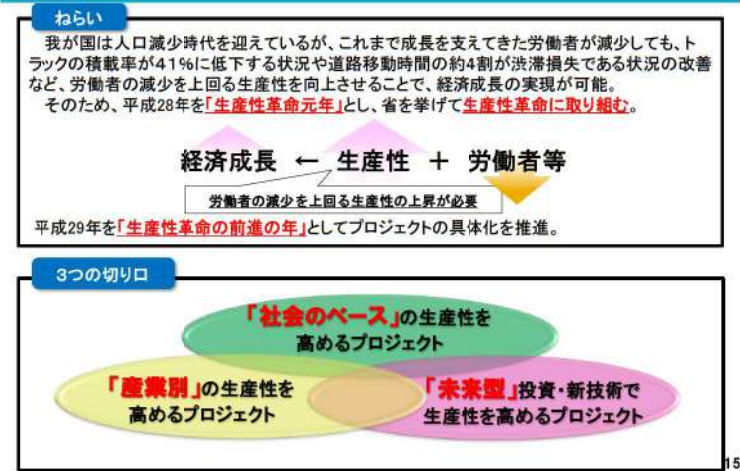 ねらい
我が国は人口減少時代を迎えているが、これまで成長を支えてきた労働者が減少しても、ト
ラックの積載率が41%に低下する状況や道路移動時間の約4割が渋滞損失である状況の改善
など、労働者の減少を上回る生産性を向上させることで、経済成長の実現が可能。
そのため、平成28年を「生産性革命元年」とし、省を挙げて生産性革命に取り組む。
経済成長 ← 生産性 + 労働者等
労働者の減少を上回る生産性の上昇が必要
平成29年を「生産性革命の前進の年」としてプロジェクトの具体化を推進。
3つの切り口
「社会のベース」の生産性を
高めるプロジェクト
「産業別」の生産性を
高めるプロジェクト
「未来型」投資・新技術で
生産性を高めるプロジェクト
15